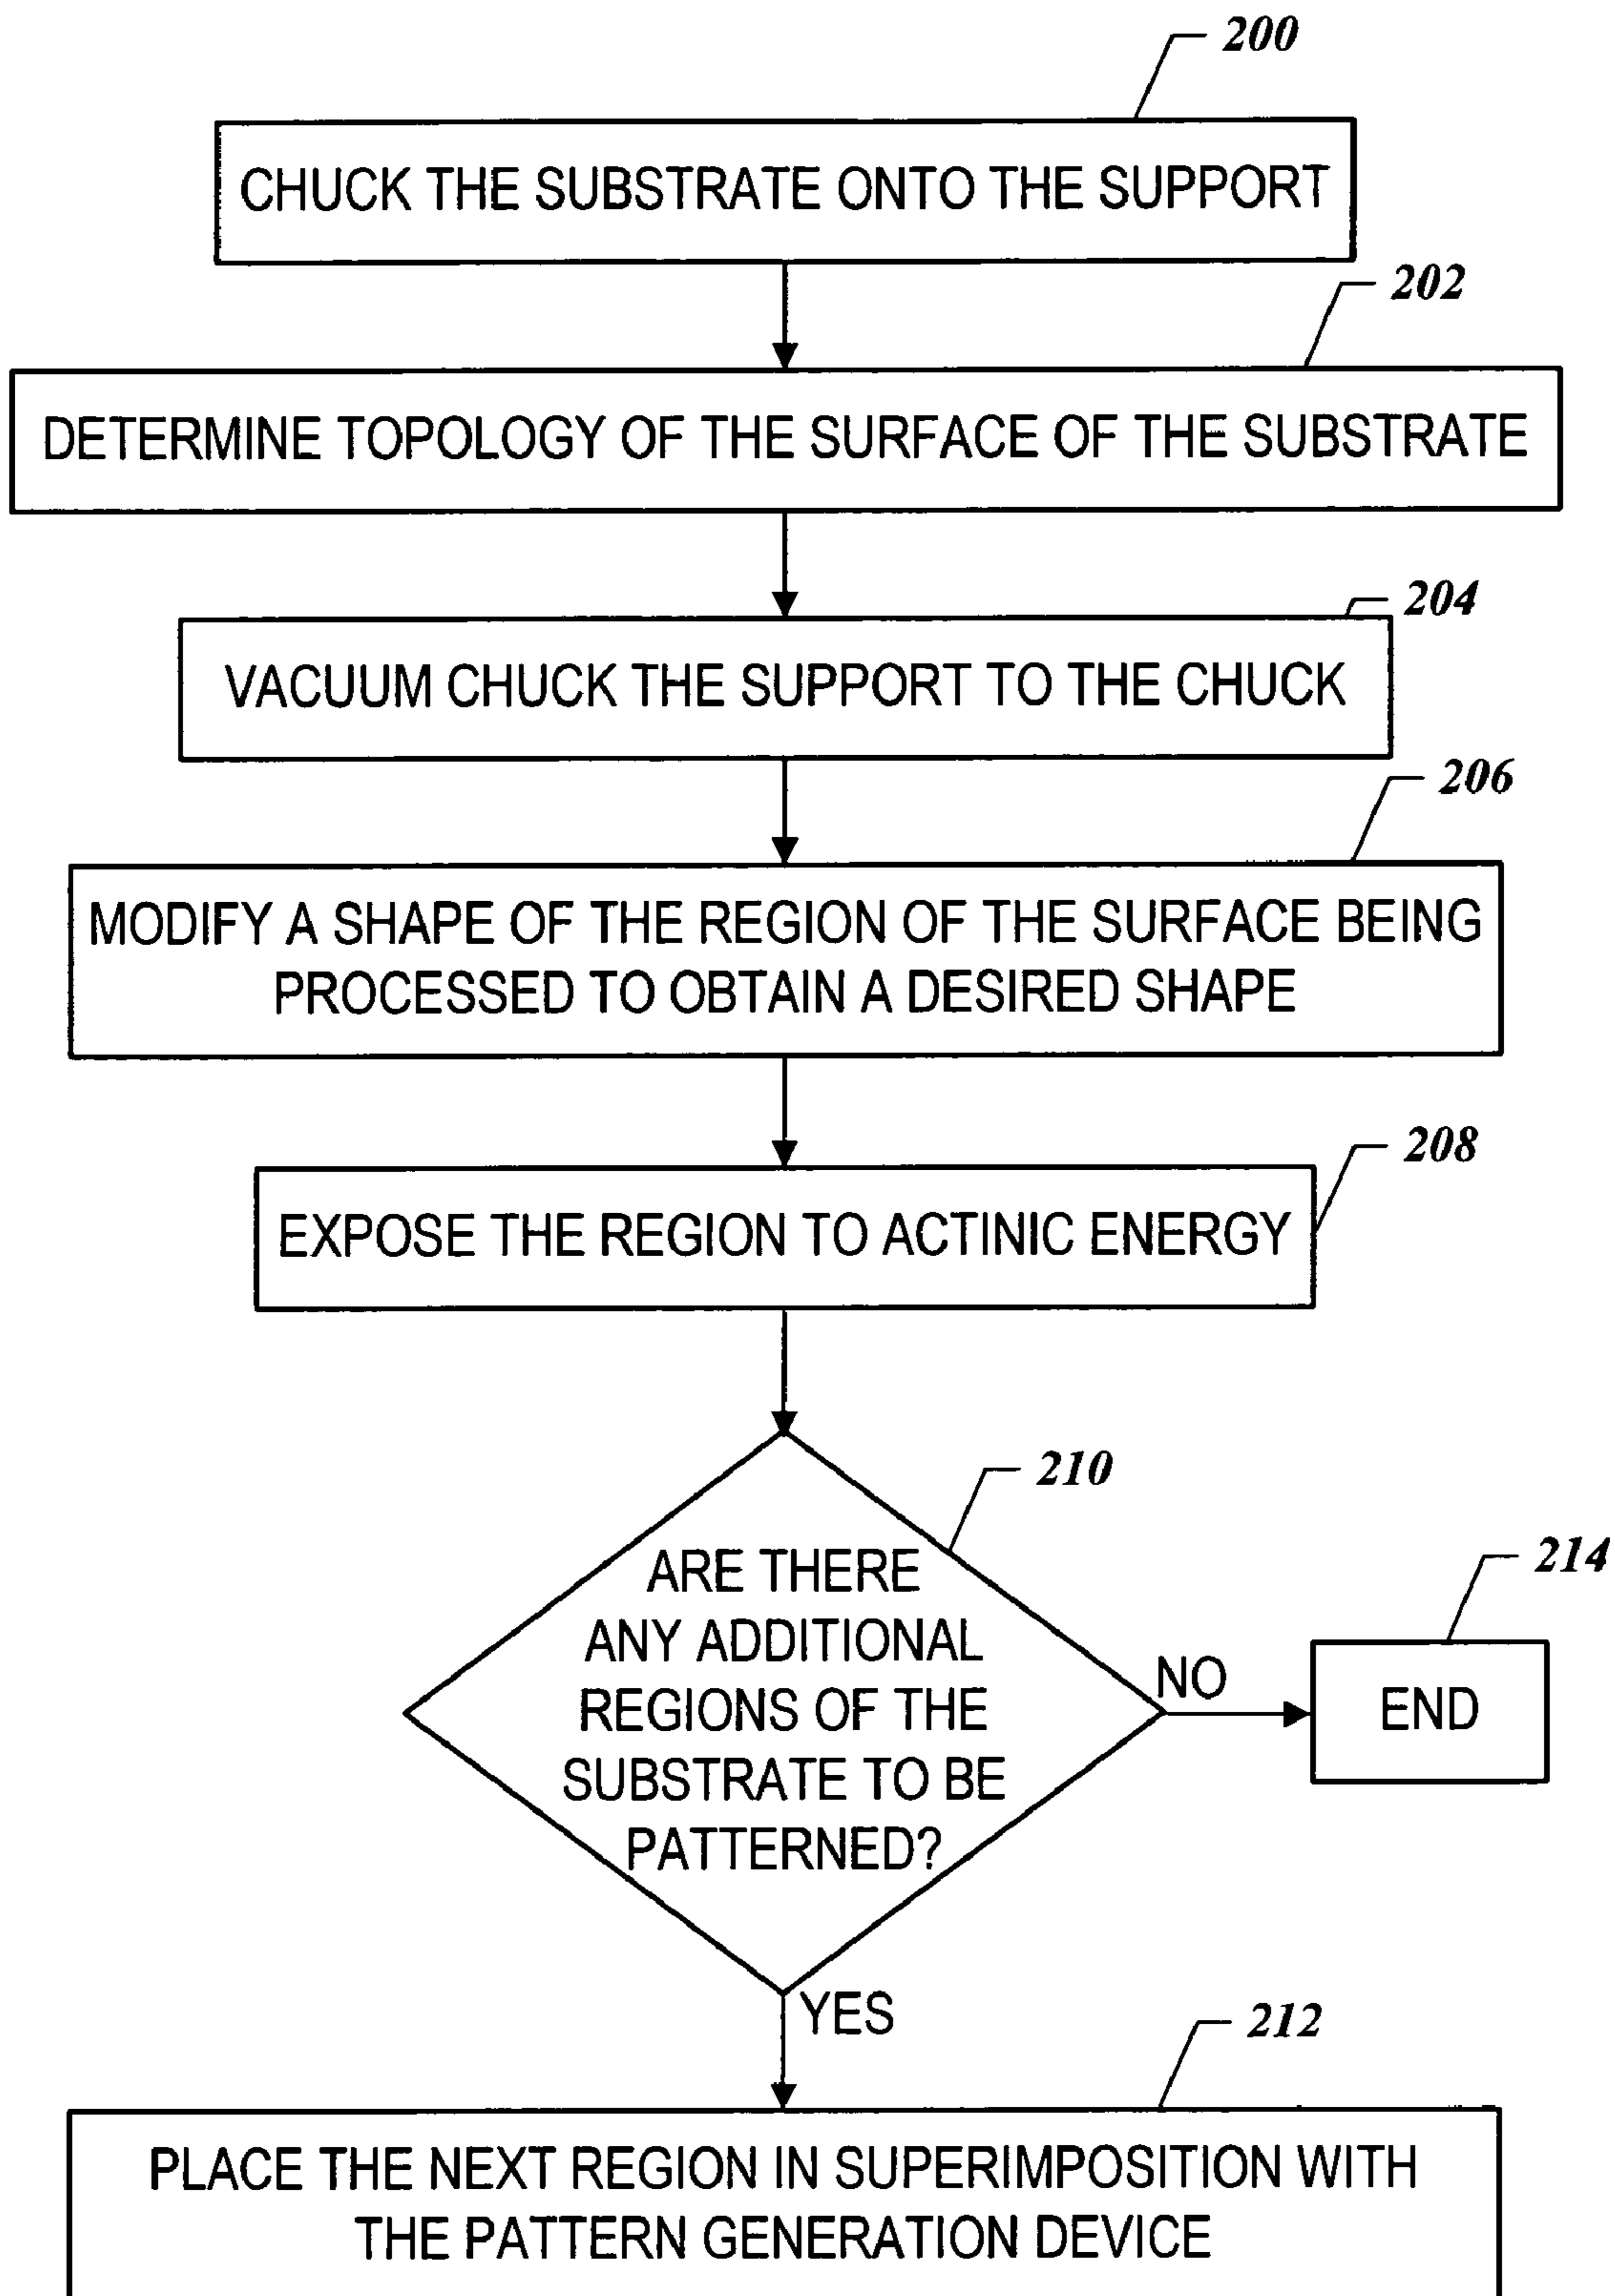 200
CHUCK THE SUBSTRATE ONTO THE SUPPORT
202
DETERMINE TOPOLOGY OF THE SURFACE OF THE SUBSTRATE
204
VACUUM CHUCK THE SUPPORT TO THE CHUCK
206
MODIFY A SHAPE OF THE REGION OF THE SURFACE BEING
PROCESSED TO OBTAIN A DESIRED SHAPE
208
EXPOSE THE REGION TO ACTINIC ENERGY
210
ARE THERE
ANY ADDITIONAL
REGIONS OF THE
SUBSTRATE TO BE
PATTERNED?
NO
214
END
YES
212
PLACE THE NEXT REGION IN SUPERIMPOSITION WITH
THE PATTERN GENERATION DEVICE